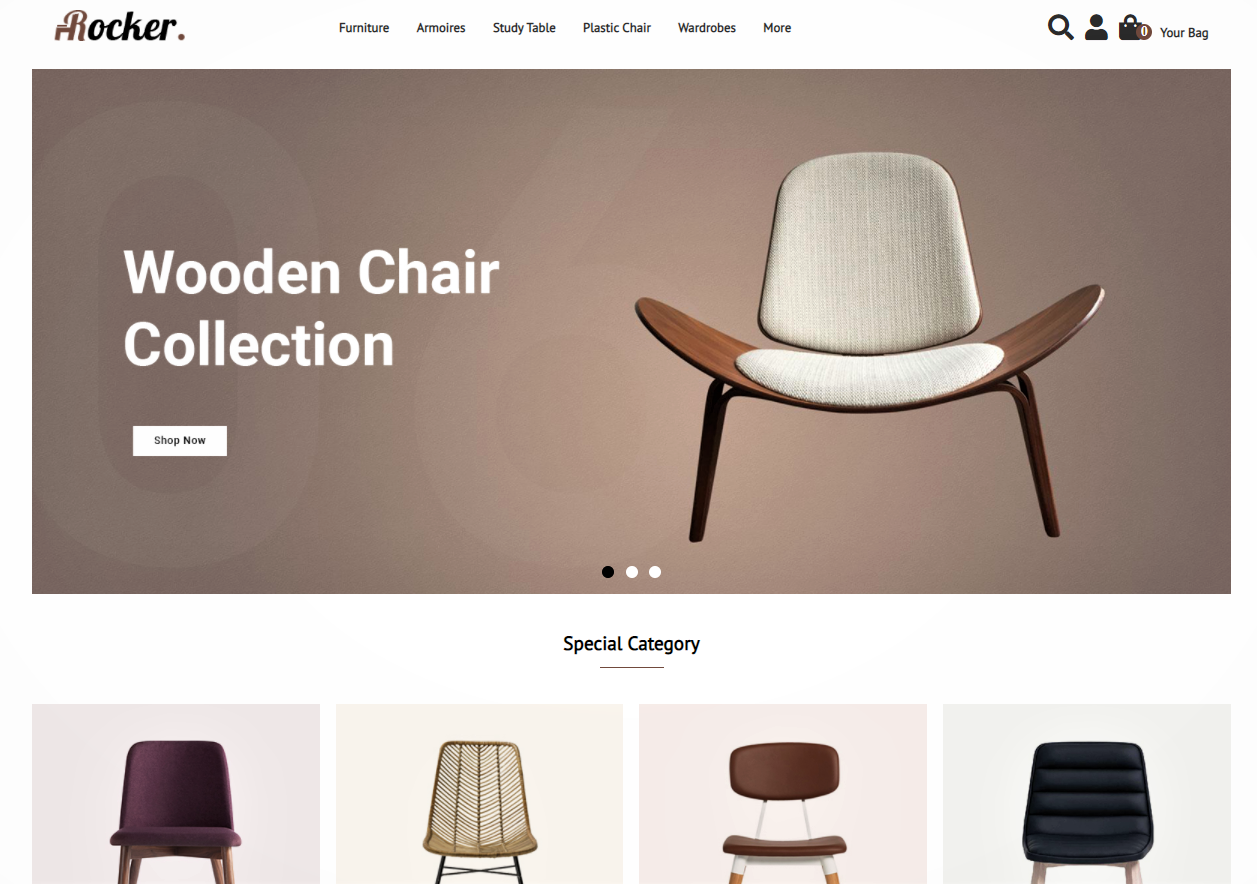 Rocker.
Furniture Armoires Study Table Plastic Chair Wardrobes More
0 Your Bag
Wooden Chair
Collection
Shop Now
Special Category